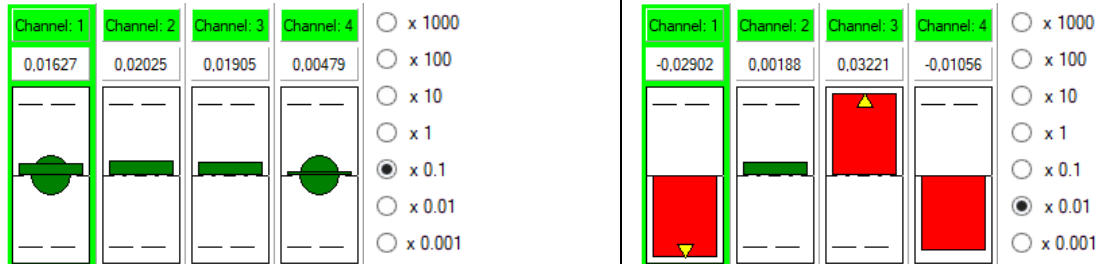 Channel: 1 Channel: 2 Channel: 3 Channel: 4
0,01627 0,02025 0,01905 0,00479
x 1000
x 100
x 10
x 1
x 0.1
x 0.01
x 0.001
Channel: 1 Channel: 2 Channel: 3 Channel: 4
-0,02902 0,00188 0,03221 -0,01056
x 1000
x 100
x 10
x 1
x 0.1
x 0.01
x 0.001